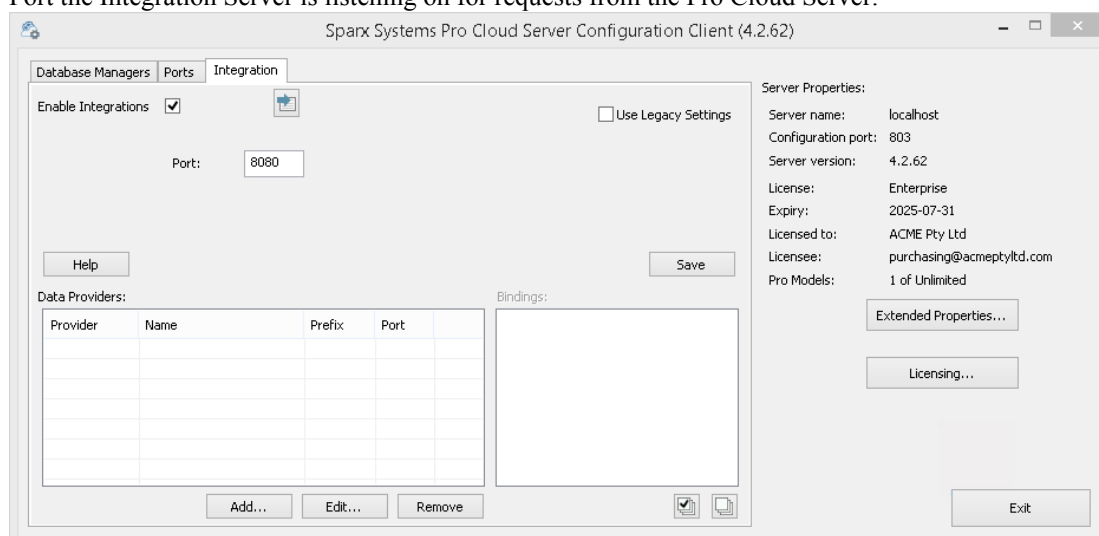 Port the Integration Server is listening on for requests from the Pro Cloud Server.
Sparx Systems Pro Cloud Server Configuration Client (4.2.62)
Database Managers Ports Integration
Enable Integrations
Use Legacy Settings
Port: 8080
Help
Save
Data Providers:
Bindings:
Provider Name Prefix Port
Add... Edit... Remove
Server Properties:
Server name: localhost
Configuration port: 803
Server version: 4.2.62
License: Enterprise
Expiry: 2025-07-31
Licensed to: ACME Pty Ltd
Licensee: purchasing@acmeptyltd.com
Pro Models: 1 of Unlimited
Extended Properties...
Licensing...
Exit